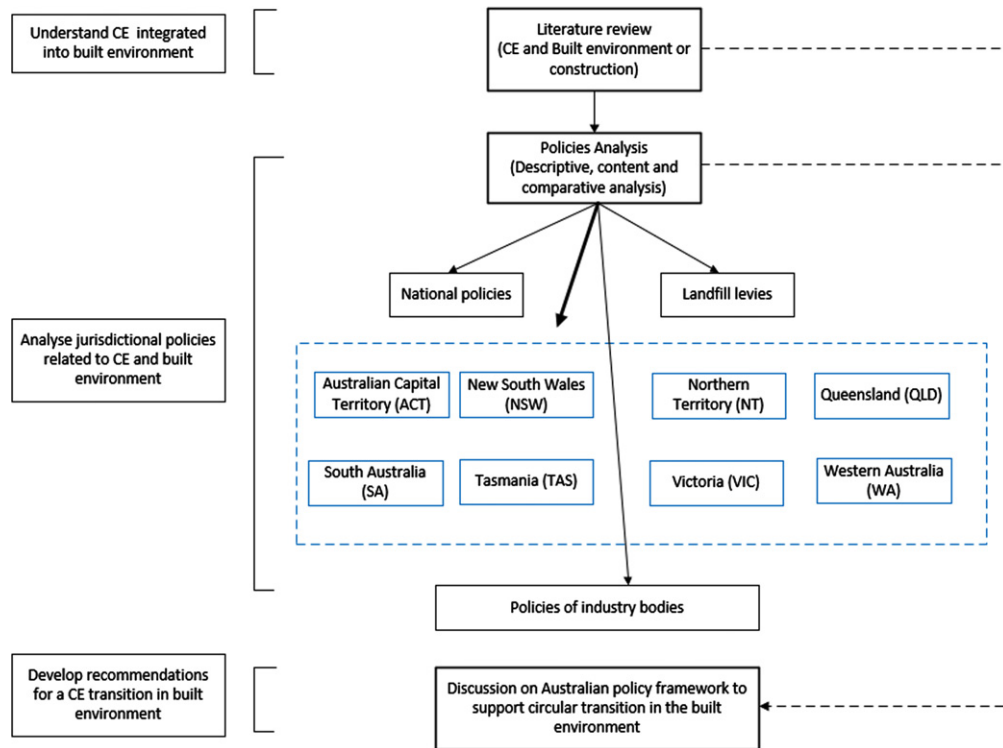 Understand CE integrated
into built environment
Literature review
(CE and Built environment or
construction)
Policies Analysis
(Descriptive, content and
comparative analysis)
National policies
Landfill levies
Analyse jurisdictional policies
related to CE and built
environment
Australian Capital
Territory (ACT)
New South Wales
(NSW)
Northern
Territory (NT)
Queensland (QLD)
South Australia
(SA)
Tasmania (TAS)
Victoria (VIC)
Western Australia
(WA)
Policies of industry bodies
Develop recommendations
for a CE transition in built
environment
Discussion on Australian policy framework to
support circular transition in the built
environment